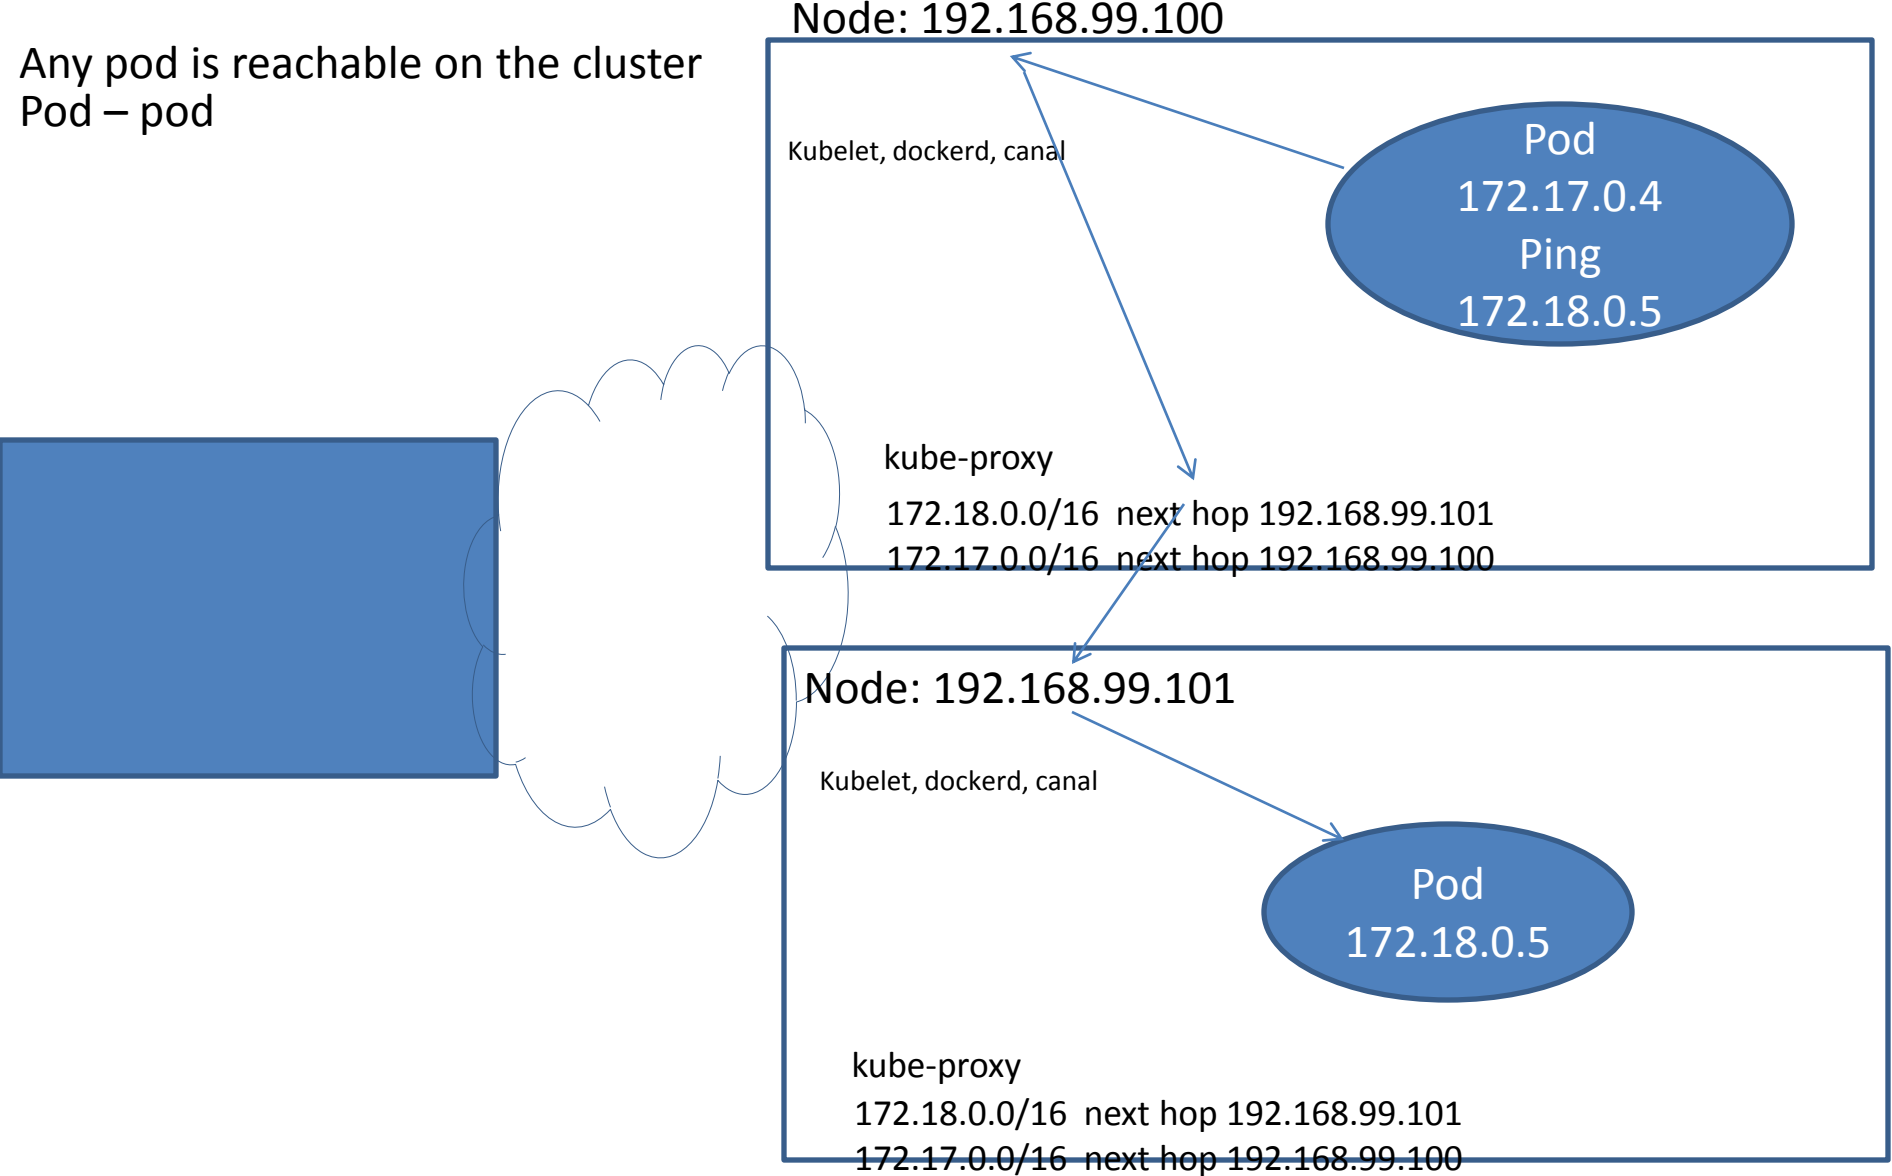 Any pod is reachable on the cluster
Pod – pod
Node: 192.168.99.100
Kubelet, dockerd, canal
Pod
172.17.0.4
Ping
172.18.0.5
kube-proxy
172.18.0.0/16 next hop 192.168.99.101
172.17.0.0/16 next hop 192.168.99.100
Node: 192.168.99.101
Kubelet, dockerd, canal
Pod
172.18.0.5
kube-proxy
172.18.0.0/16 next hop 192.168.99.101
172.17.0.0/16 next hop 192.168.99.100